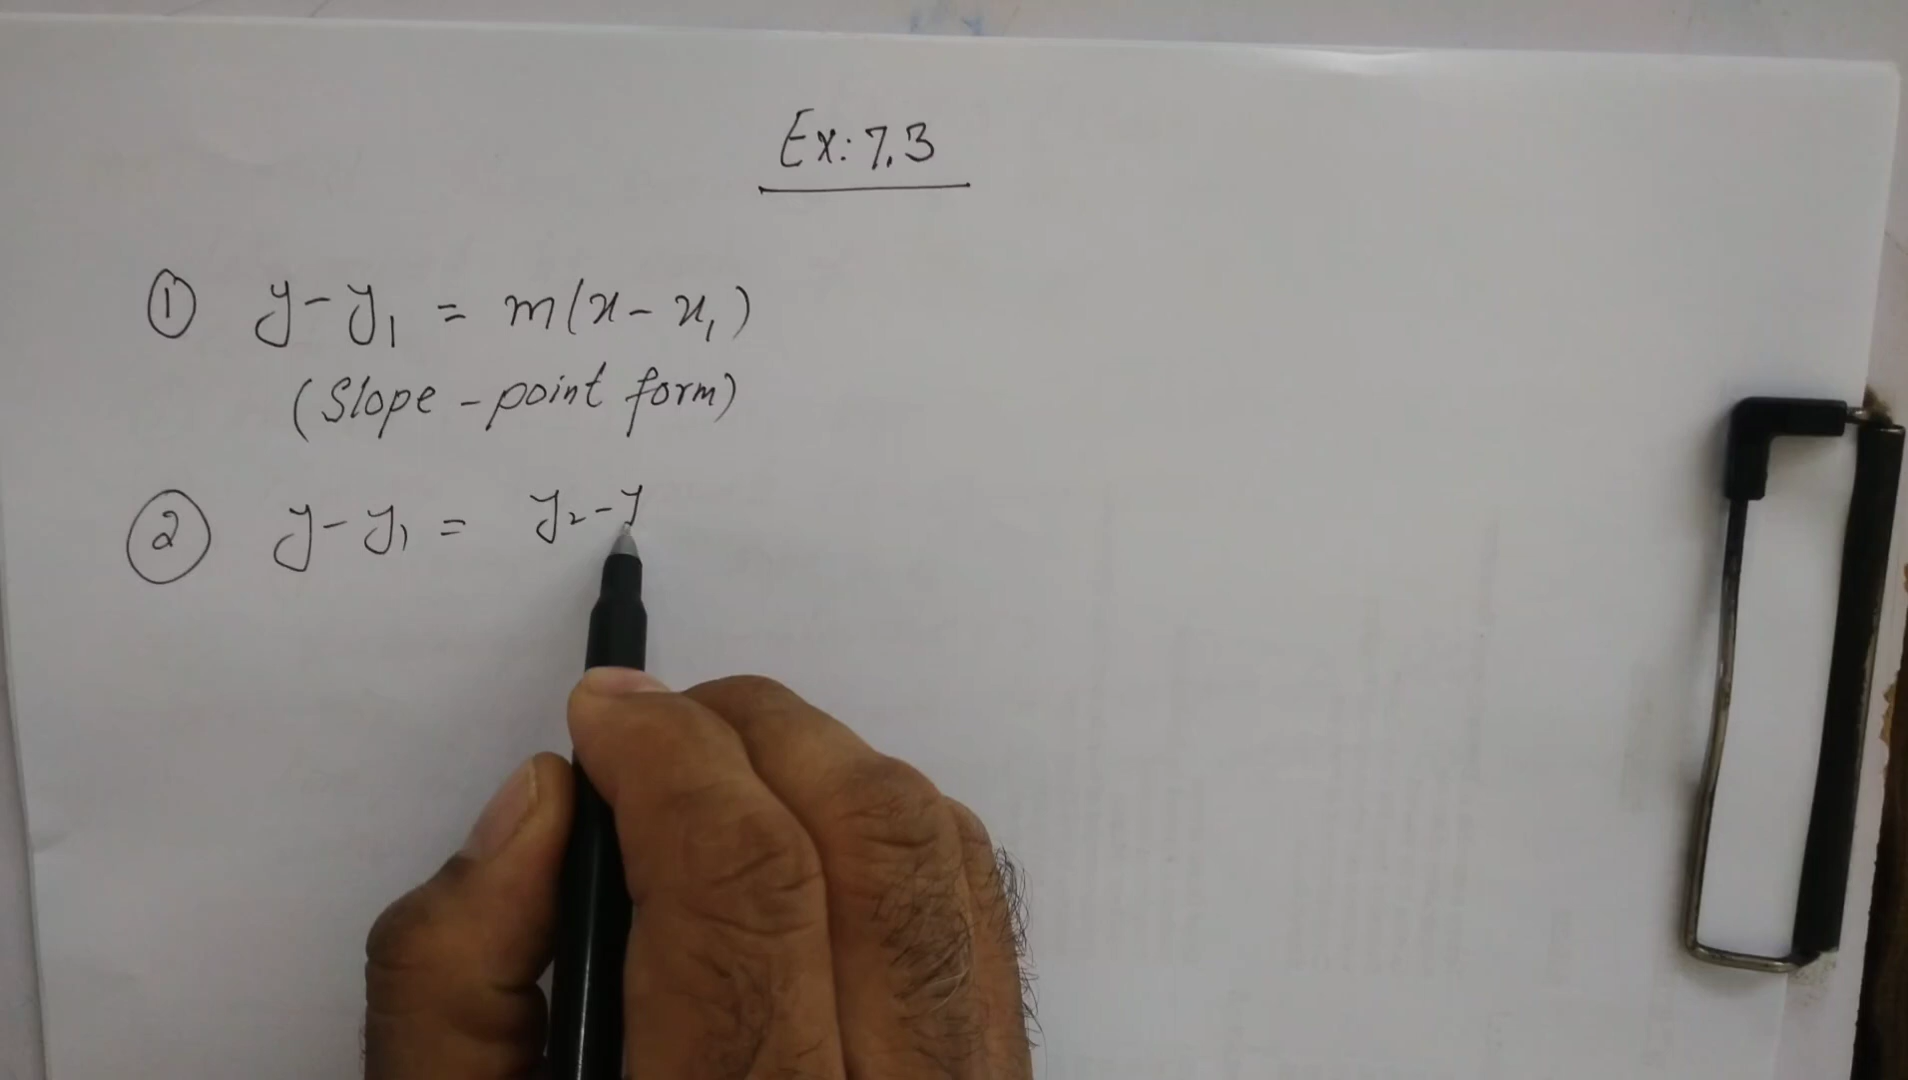 Ex: 7.3
① y - y₁ = m(x - x₁)
(Slope - point form)
② y - y₁ = y₂ - y